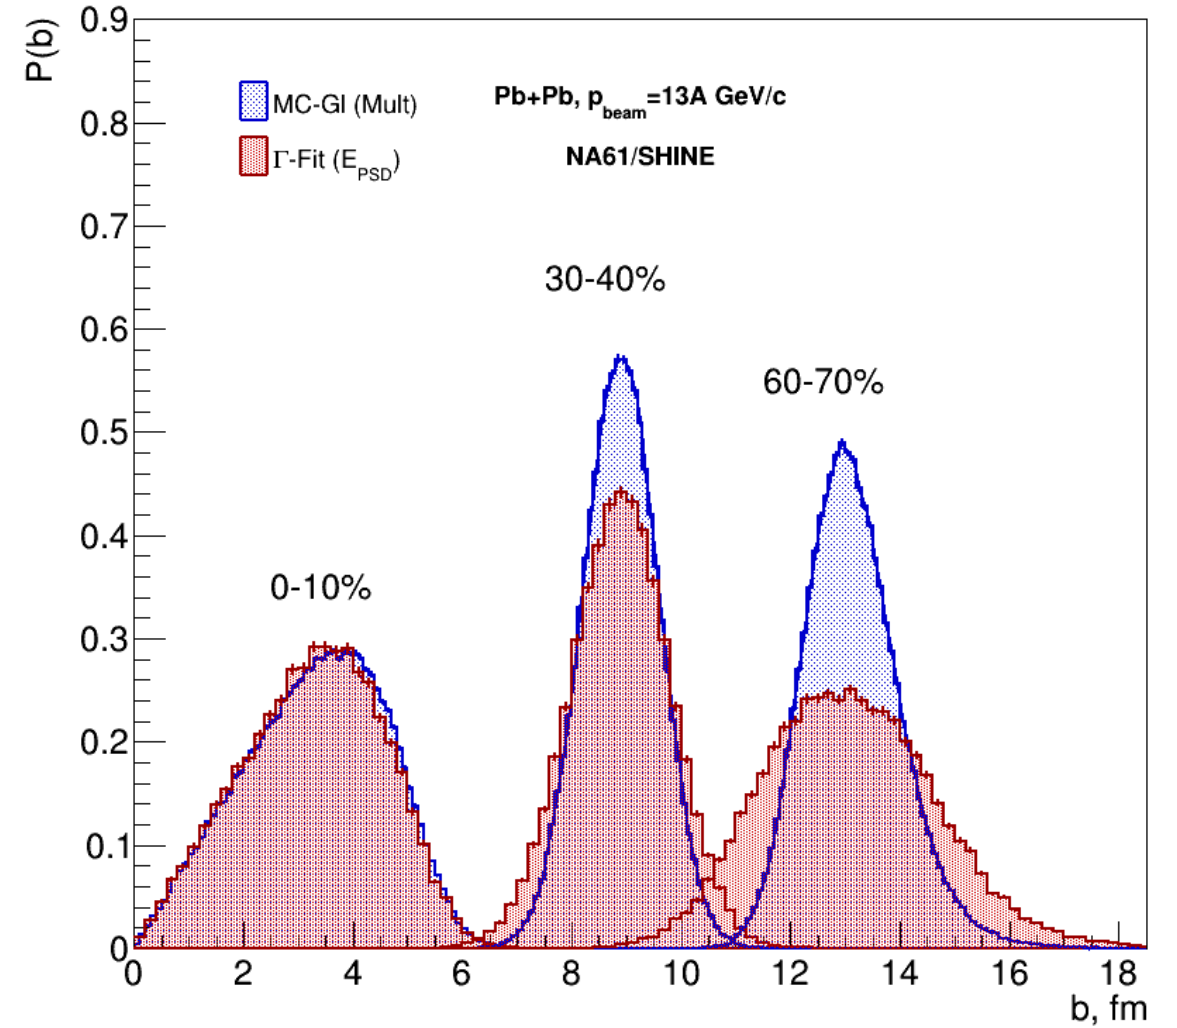 P(b)
0.9
0.8
0.7
0.6
0.5
0.4
0.3
0.2
0.1
0
MC-Gl (Mult)
Γ-Fit (E_PSD)
Pb+Pb, p_beam=13A GeV/c
NA61/SHINE
30-40%
60-70%
0-10%
0 2 4 6 8 10 12 14 16 18
b, fm